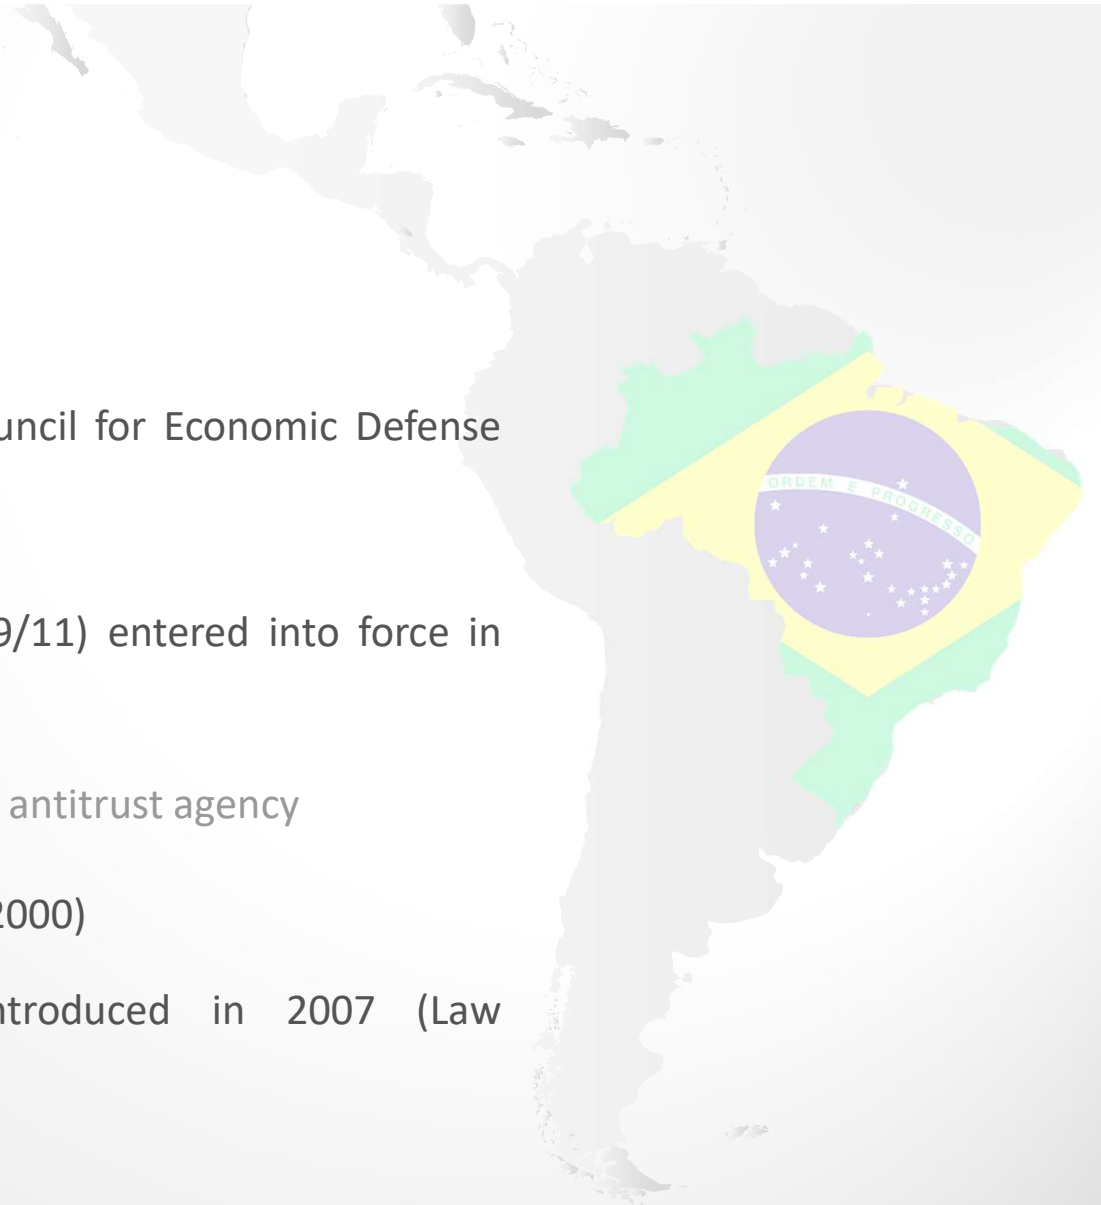 uncil for Economic Defense
ORDEM E PROGRESSO
9/11) entered into force in
antitrust agency
2000)
ntroduced in 2007 (Law